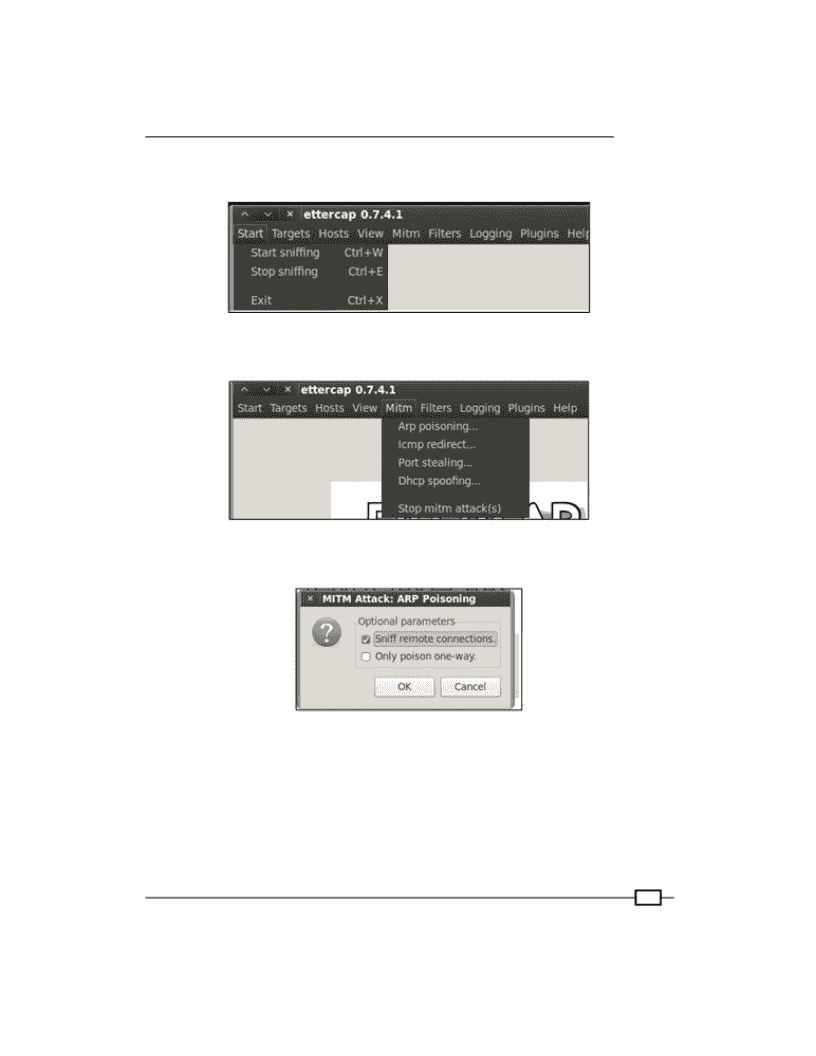 ettercap 0.7.4.1
Start Targets Hosts View Mitm Filters Logging Plugins Help
Start sniffing Ctrl+W
Stop sniffing Ctrl+E
Exit Ctrl+X
ettercap 0.7.4.1
Start Targets Hosts View Mitm Filters Logging Plugins Help
Arp poisoning...
Icmp redirect...
Port stealing...
Dhcp spoofing...
Stop mitm attack(s)
MITM Attack: ARP Poisoning
Optional parameters
Sniff remote connections.
Only poison one-way.
OK Cancel